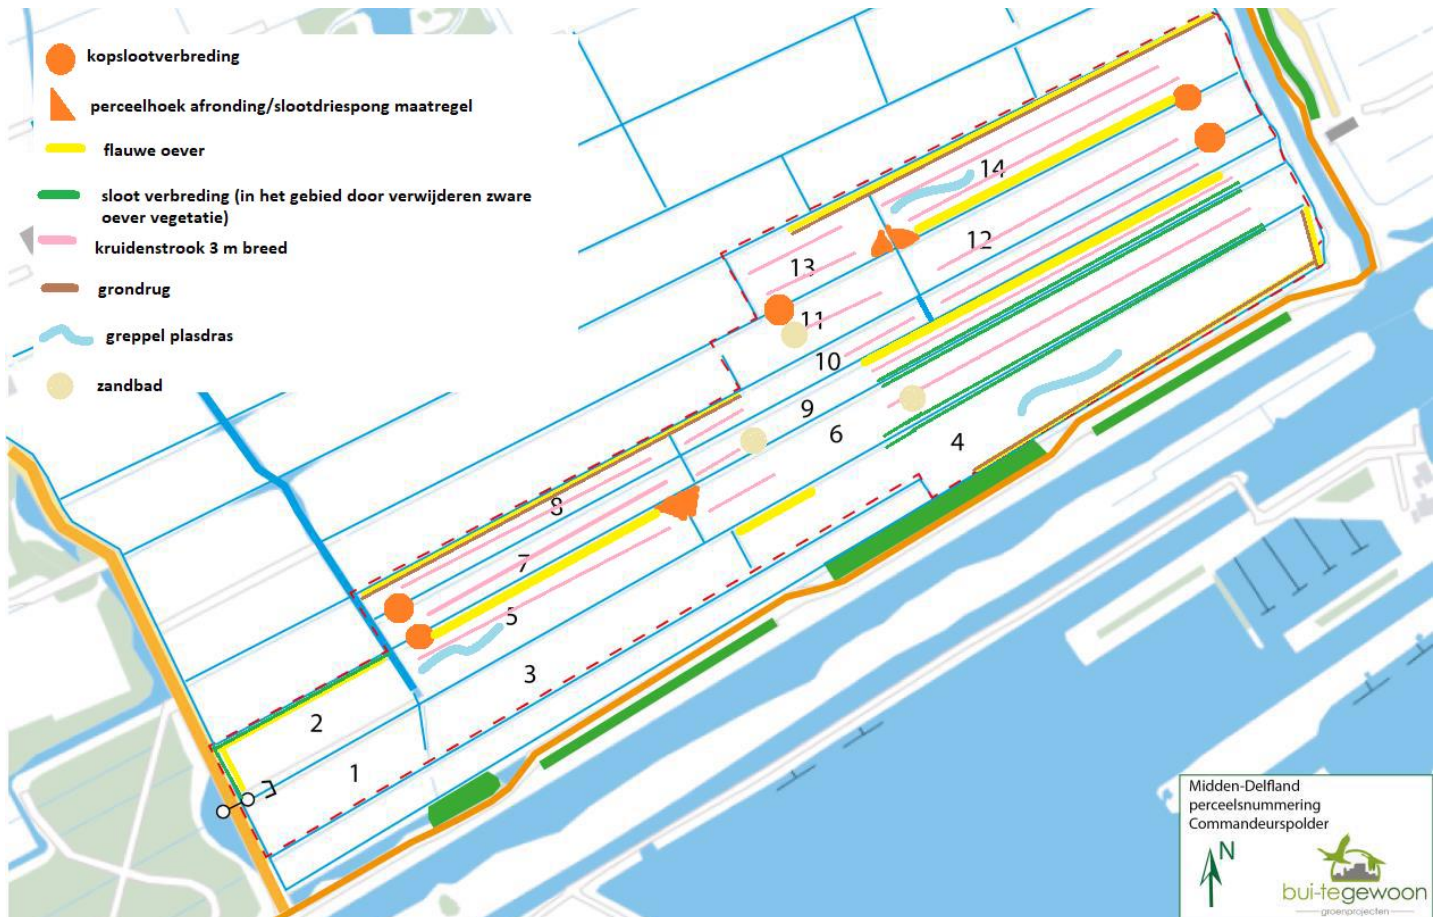 kopslootverbreding
perceelhoek afronding/slootdriespong maatregel
flauwe oever
sloot verbreding (in het gebied door verwijderen zware
oever vegetatie)
kruidenstrook 3 m breed
grondrug
greppel plasdras
zandbad
14
12
13
11
10
9
6
4
8
7
5
3
2
1
Midden-Delfland
perceelsnummering
Commandeurspolder
N
bui-tegewoon
groenprojecten